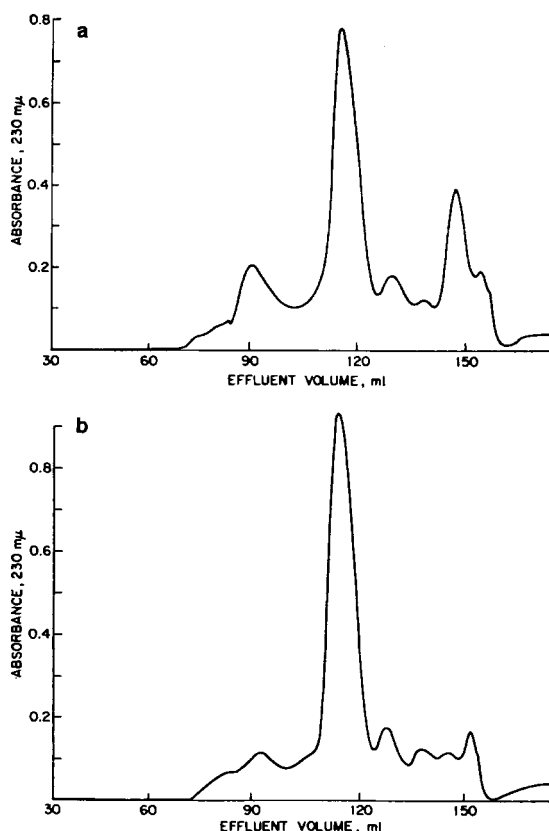 a
0.8
0.6
0.4
0.2
ABSORBANCE, 230 mμ
30 60 90 120 150
EFFLUENT VOLUME, ml
b
0.8
0.6
0.4
0.2
ABSORBANCE, 230 mμ
30 60 90 120 150
EFFLUENT VOLUME, ml